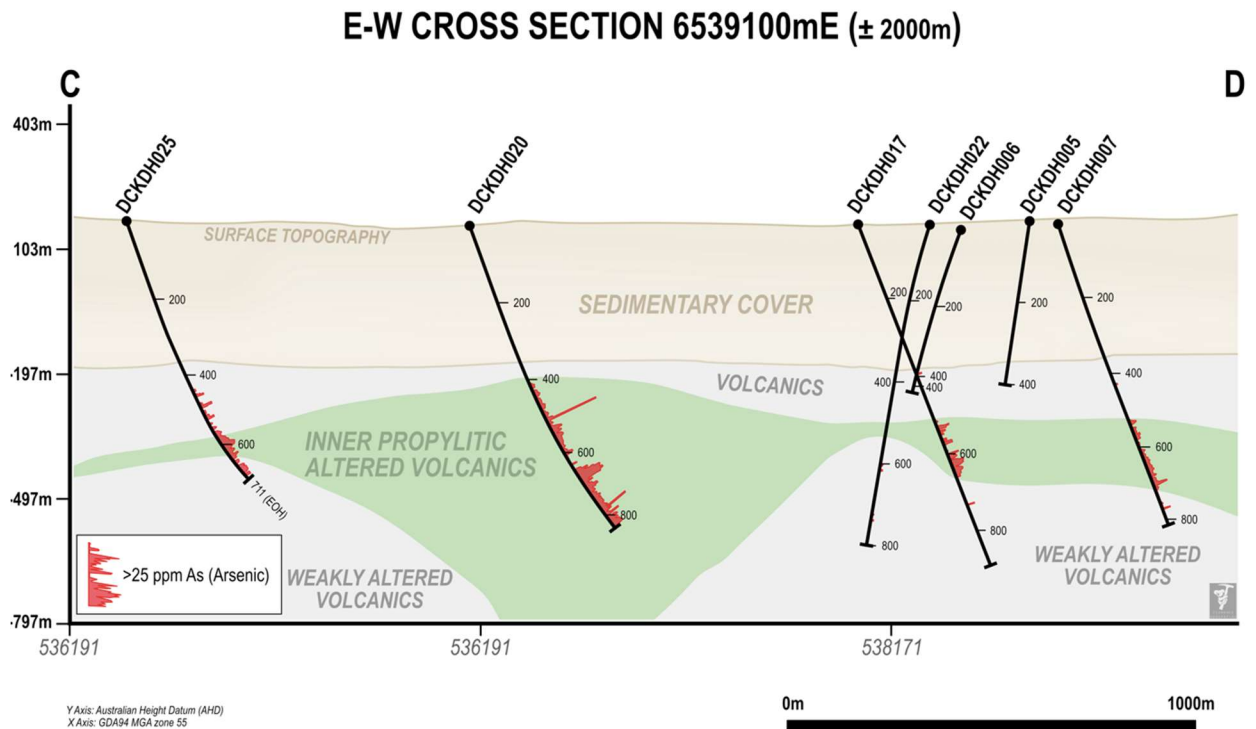 E-W CROSS SECTION 6539100mE (± 2000m)
C
D
403m
103m
-197m
-497m
-797m
DCKDH025
DCKDH020
DCKDH017
DCKDH022
DCKDH006
DCKDH005
DCKDH007
SURFACE TOPOGRAPHY
SEDIMENTARY COVER
200
200
200
200
200
200
200
VOLCANICS
400
400
400
400
400
400
400
INNER PROPYLITIC
ALTERED VOLCANICS
600
600
600
600
600
711 (EOH)
800
800
800
800
>25 ppm As (Arsenic)
WEAKLY ALTERED
VOLCANICS
WEAKLY ALTERED
VOLCANICS
536191
536191
538171
Y Axis: Australian Height Datum (AHD)
X Axis: GDA94 MGA zone 55
0m
1000m